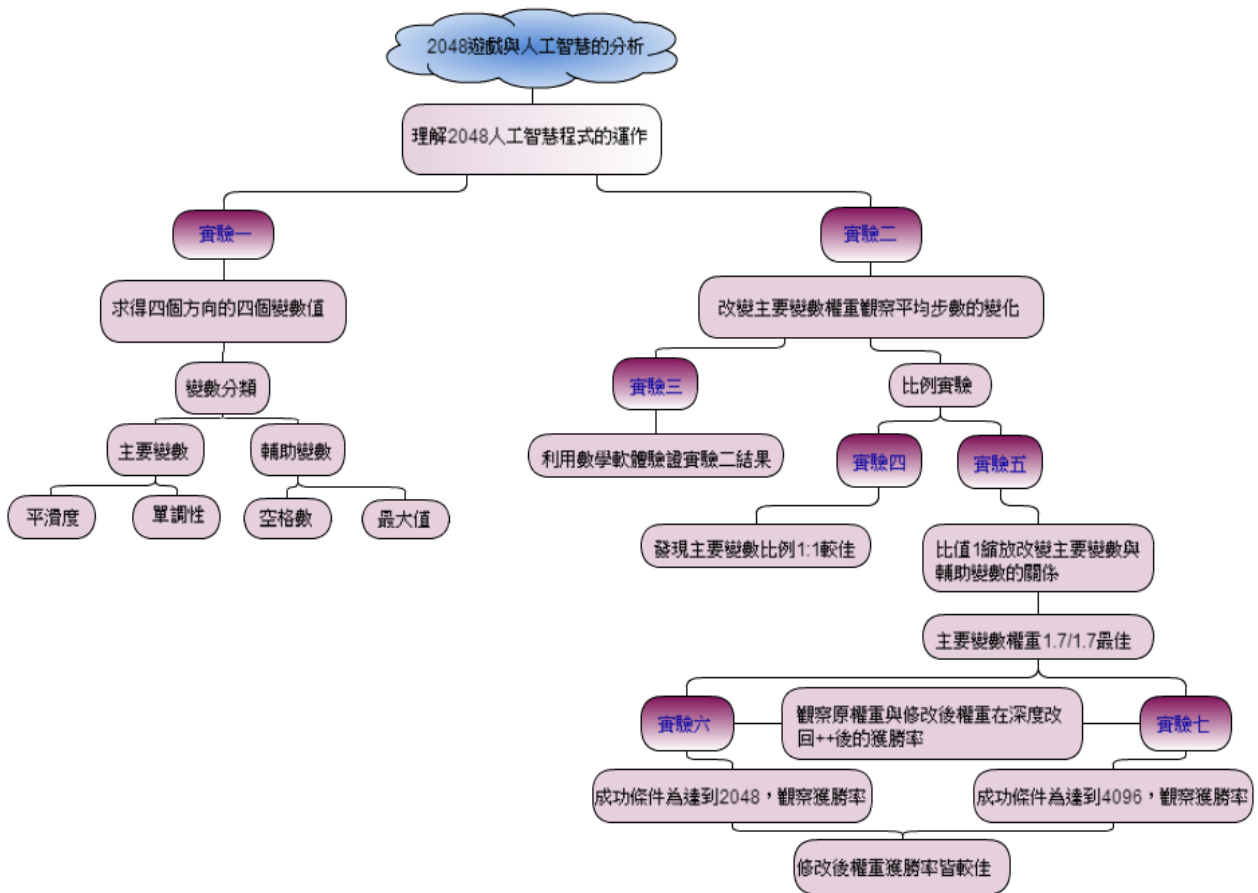 2048遊戲與人工智慧的分析
理解2048人工智慧程式的運作
實驗一
求得四個方向的四個變數值
變數分類
主要變數
輔助變數
平滑度
單調性
空格數
最大值
實驗二
改變主要變數權重觀察平均步數的變化
實驗三
利用數學軟體驗證實驗二結果
比例實驗
實驗四
發現主要變數比例1:1較佳
實驗五
比值1縮放改變主要變數與
輔助變數的關係
主要變數權重1.7/1.7最佳
實驗六
觀察原權重與修改後權重在深度改
回++後的獲勝率
實驗七
成功條件為達到2048，觀察獲勝率
成功條件為達到4096，觀察獲勝率
修改後權重獲勝率皆較佳